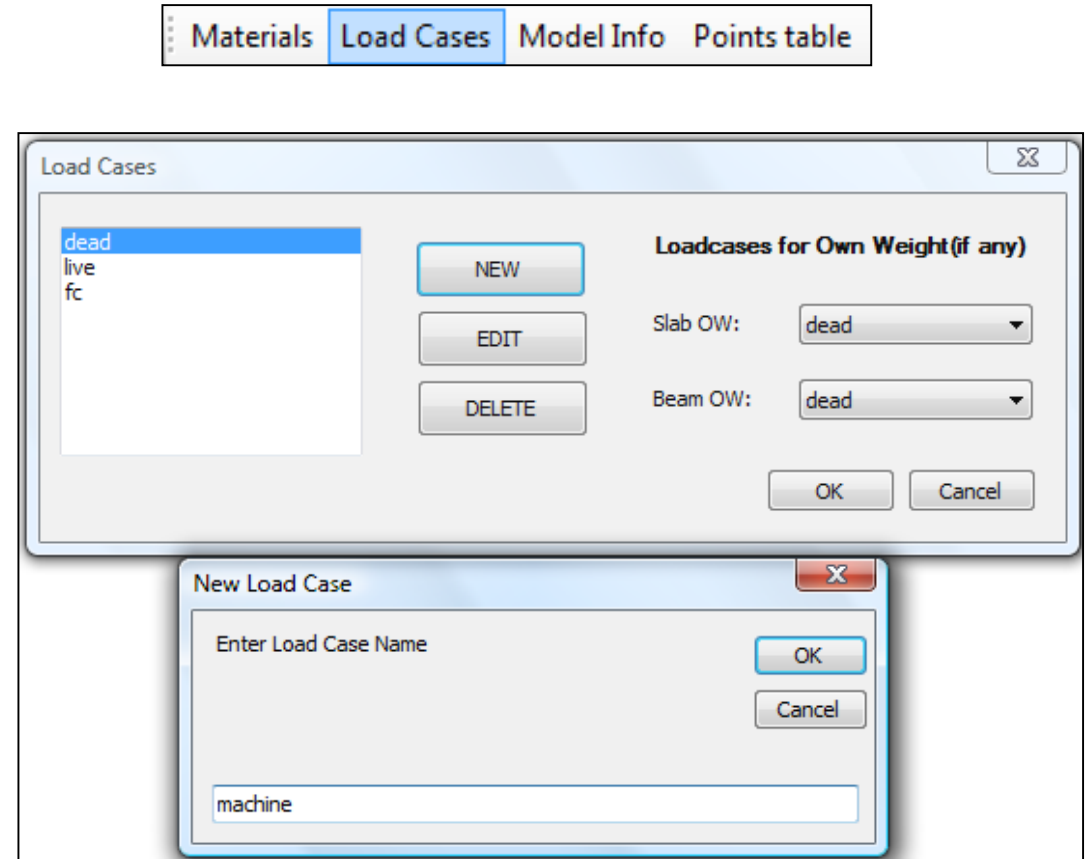 Materials Load Cases Model Info Points table
Load Cases
dead
live
fc
NEW
EDIT
DELETE
Loadcases for Own Weight(if any)
Slab OW: dead
Beam OW: dead
OK Cancel
New Load Case
Enter Load Case Name
OK
Cancel
machine